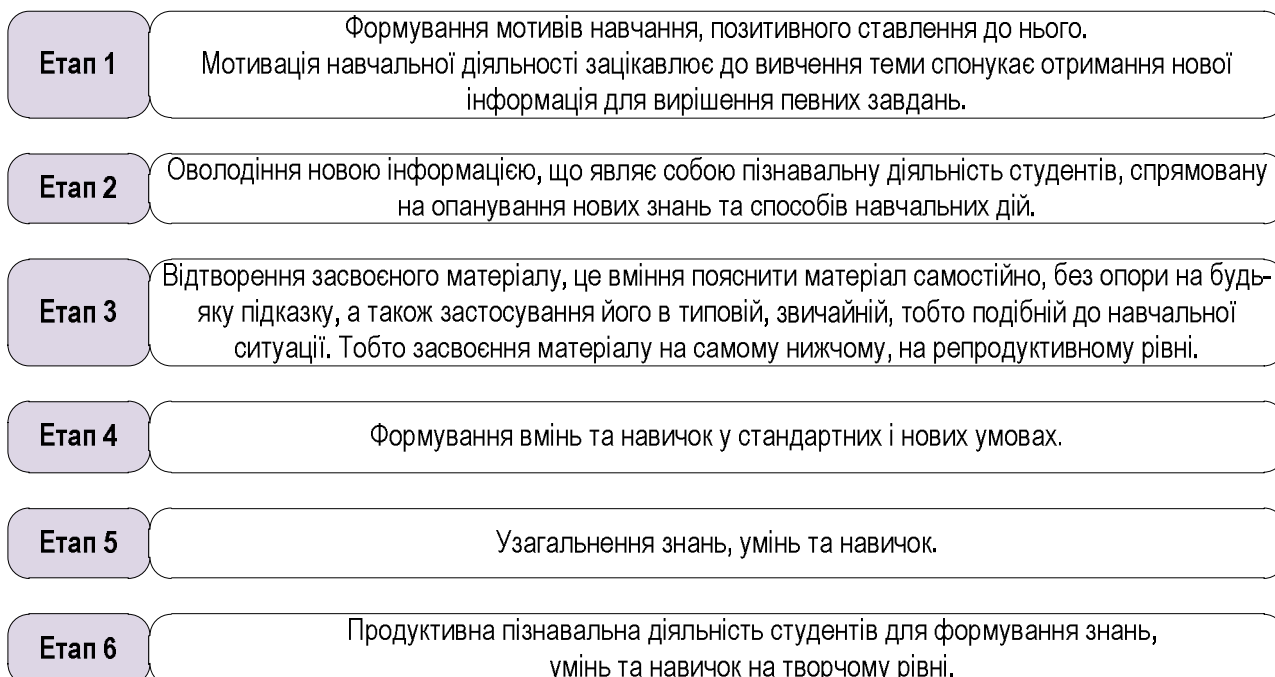 Етап 1
Формування мотивів навчання, позитивного ставлення до нього.
Мотивація навчальної діяльності зацікавлює до вивчення теми спонукає отримання нової
інформація для вирішення певних завдань.
Етап 2
Оволодіння новою інформацією, що являє собою пізнавальну діяльність студентів, спрямовану
на опанування нових знань та способів навчальних дій.
Етап 3
Відтворення засвоєного матеріалу, це вміння пояснити матеріал самостійно, без опори на будь-
яку підказку, а також застосування його в типовій, звичайній, тобто подібній до навчальної
ситуації. Тобто засвоєння матеріалу на самому нижчому, на репродуктивному рівні.
Етап 4
Формування вмінь та навичок у стандартних і нових умовах.
Етап 5
Узагальнення знань, умінь та навичок.
Етап 6
Продуктивна пізнавальна діяльність студентів для формування знань,
умінь та навичок на творчому рівні.